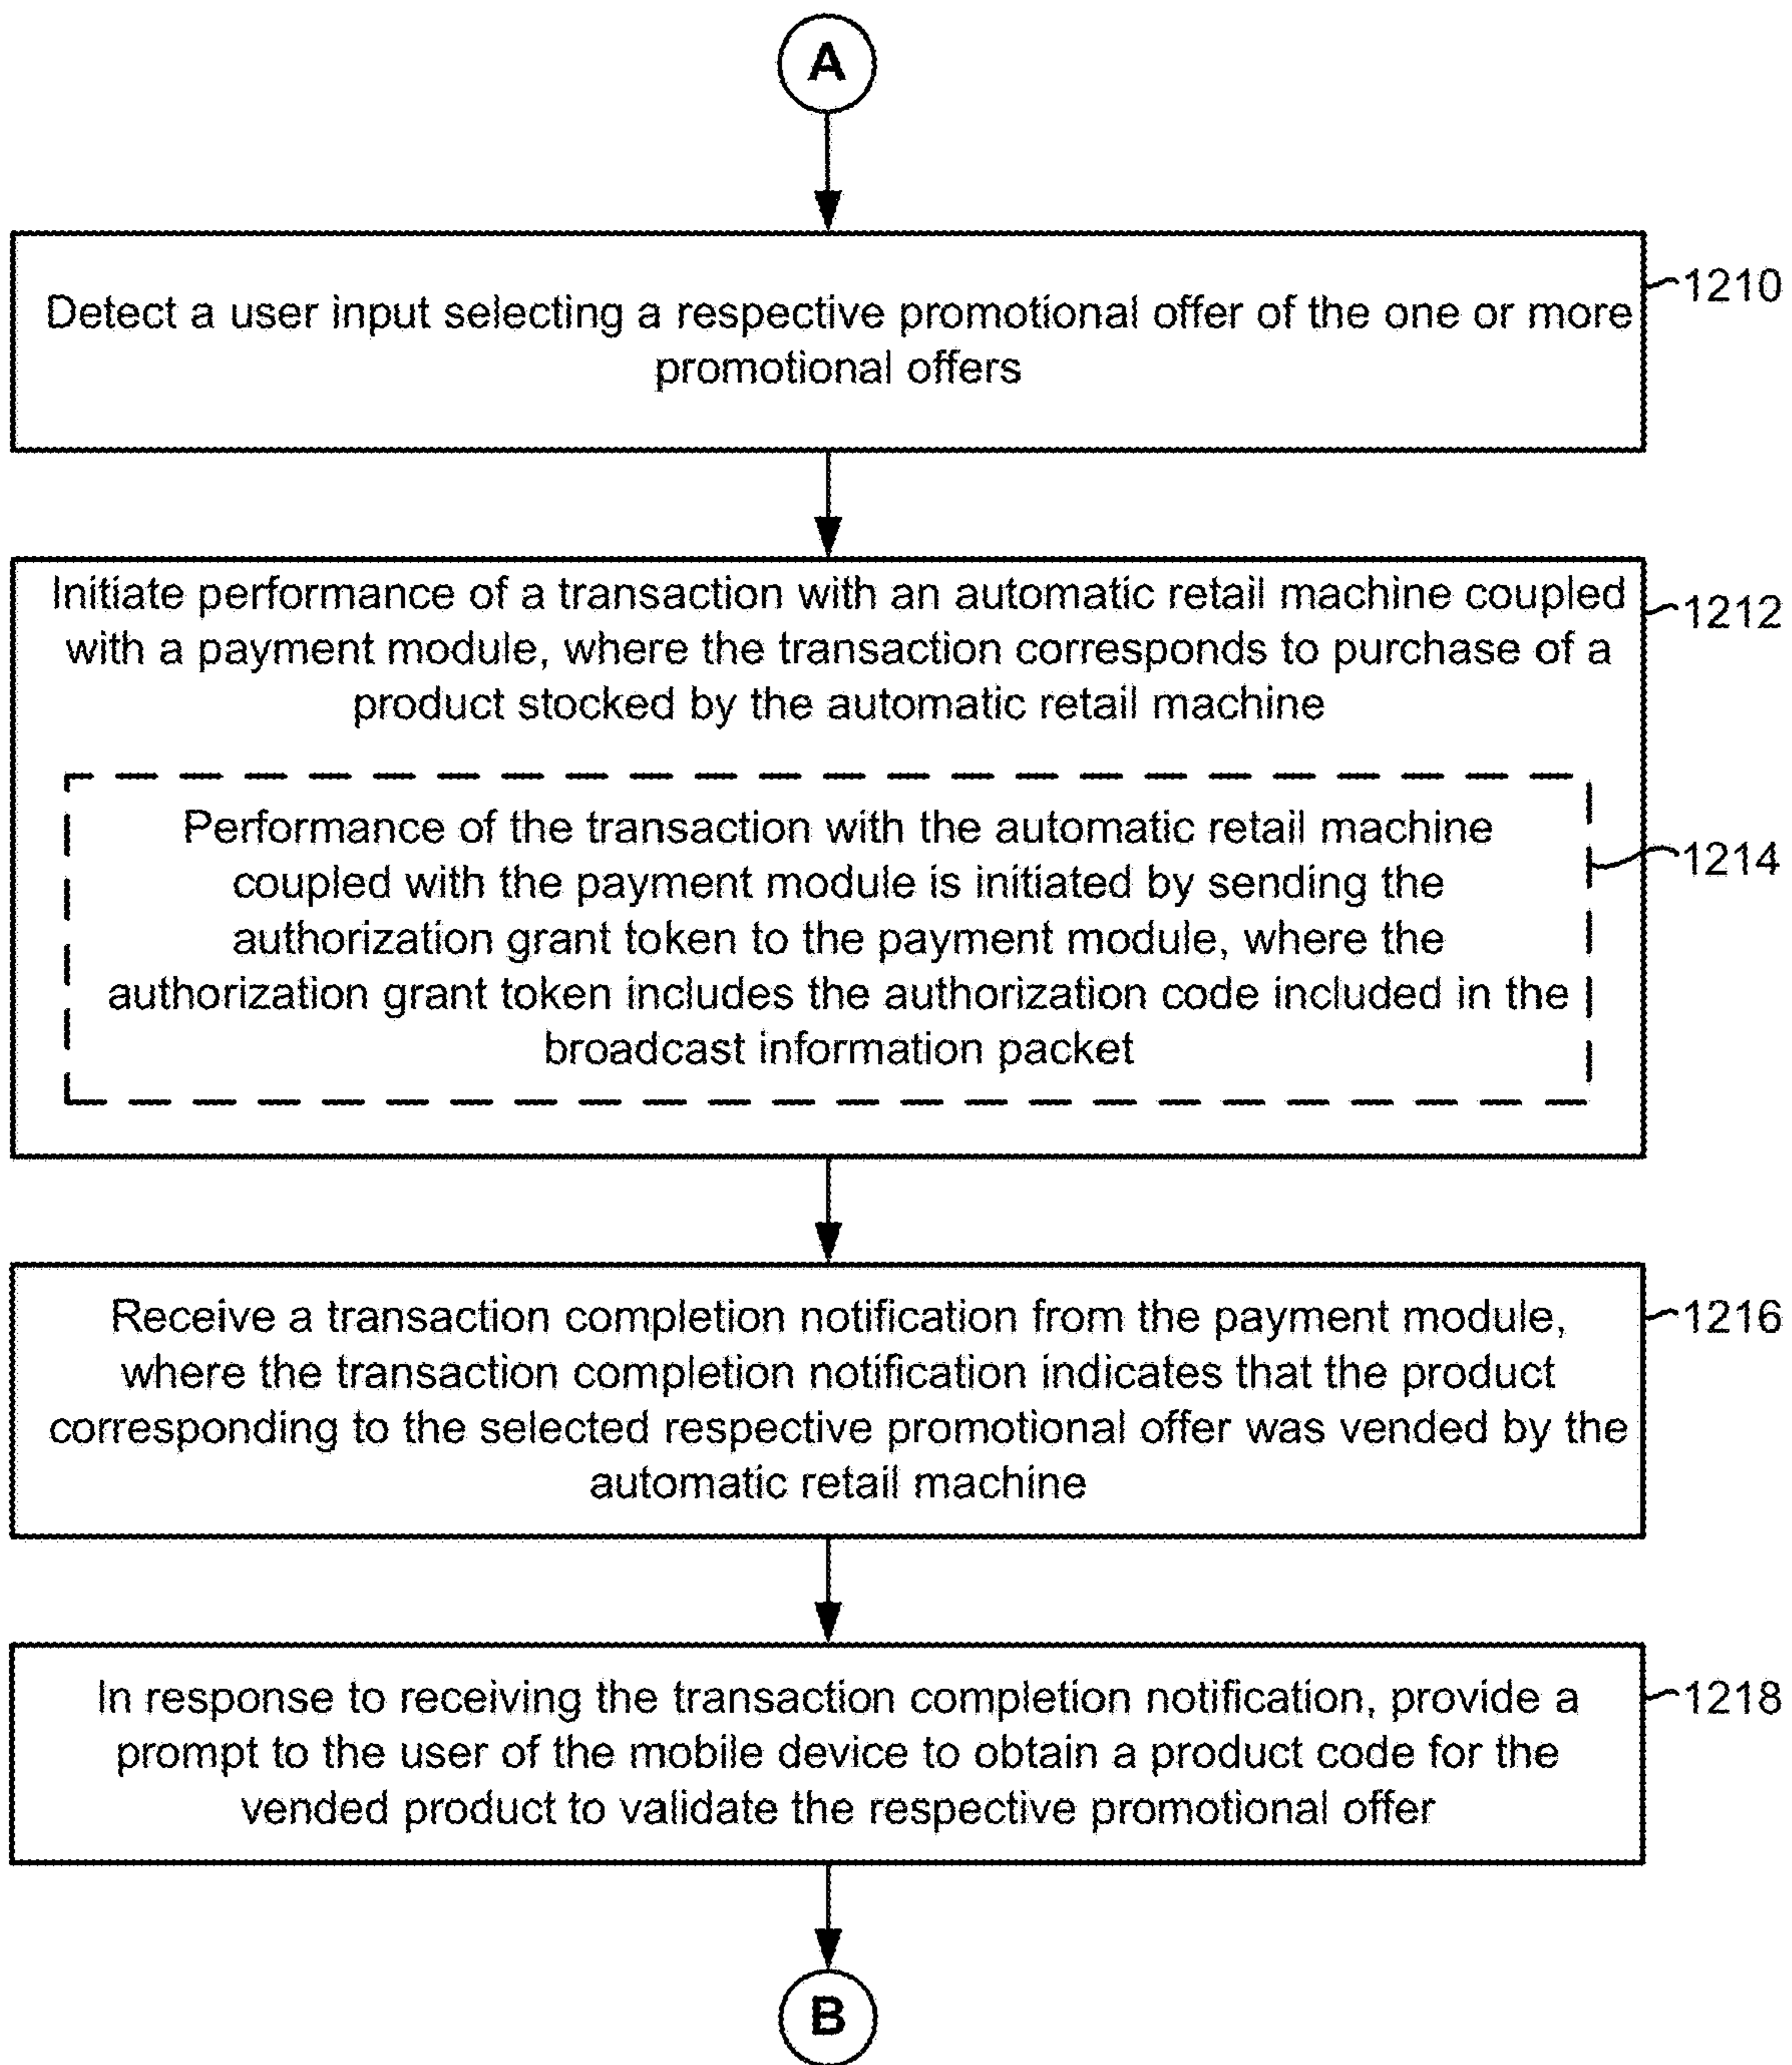 A
Detect a user input selecting a respective promotional offer of the one or more
promotional offers
1210
Initiate performance of a transaction with an automatic retail machine coupled
with a payment module, where the transaction corresponds to purchase of a
product stocked by the automatic retail machine
1212
Performance of the transaction with the automatic retail machine
coupled with the payment module is initiated by sending the
authorization grant token to the payment module, where the
authorization grant token includes the authorization code included in the
broadcast information packet
1214
Receive a transaction completion notification from the payment module,
where the transaction completion notification indicates that the product
corresponding to the selected respective promotional offer was vended by the
automatic retail machine
1216
In response to receiving the transaction completion notification, provide a
prompt to the user of the mobile device to obtain a product code for the
vended product to validate the respective promotional offer
1218
B